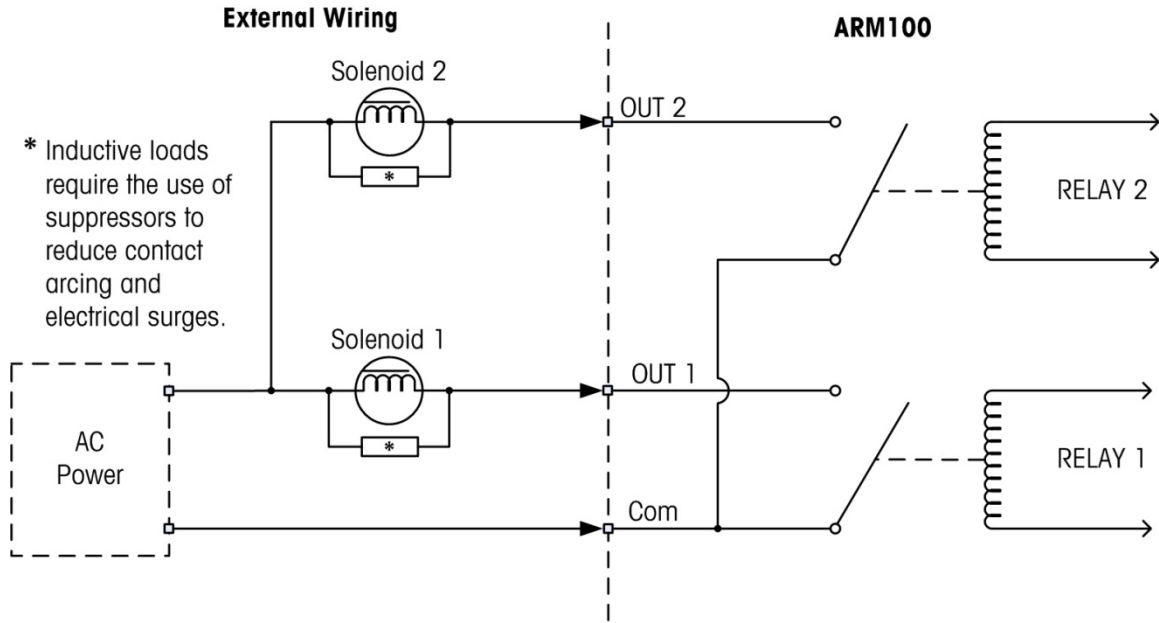 External Wiring
ARM100
Solenoid 2
OUT 2
* Inductive loads
require the use of
suppressors to
reduce contact
arcing and
electrical surges.
*
RELAY 2
Solenoid 1
OUT 1
*
AC
Power
RELAY 1
Com